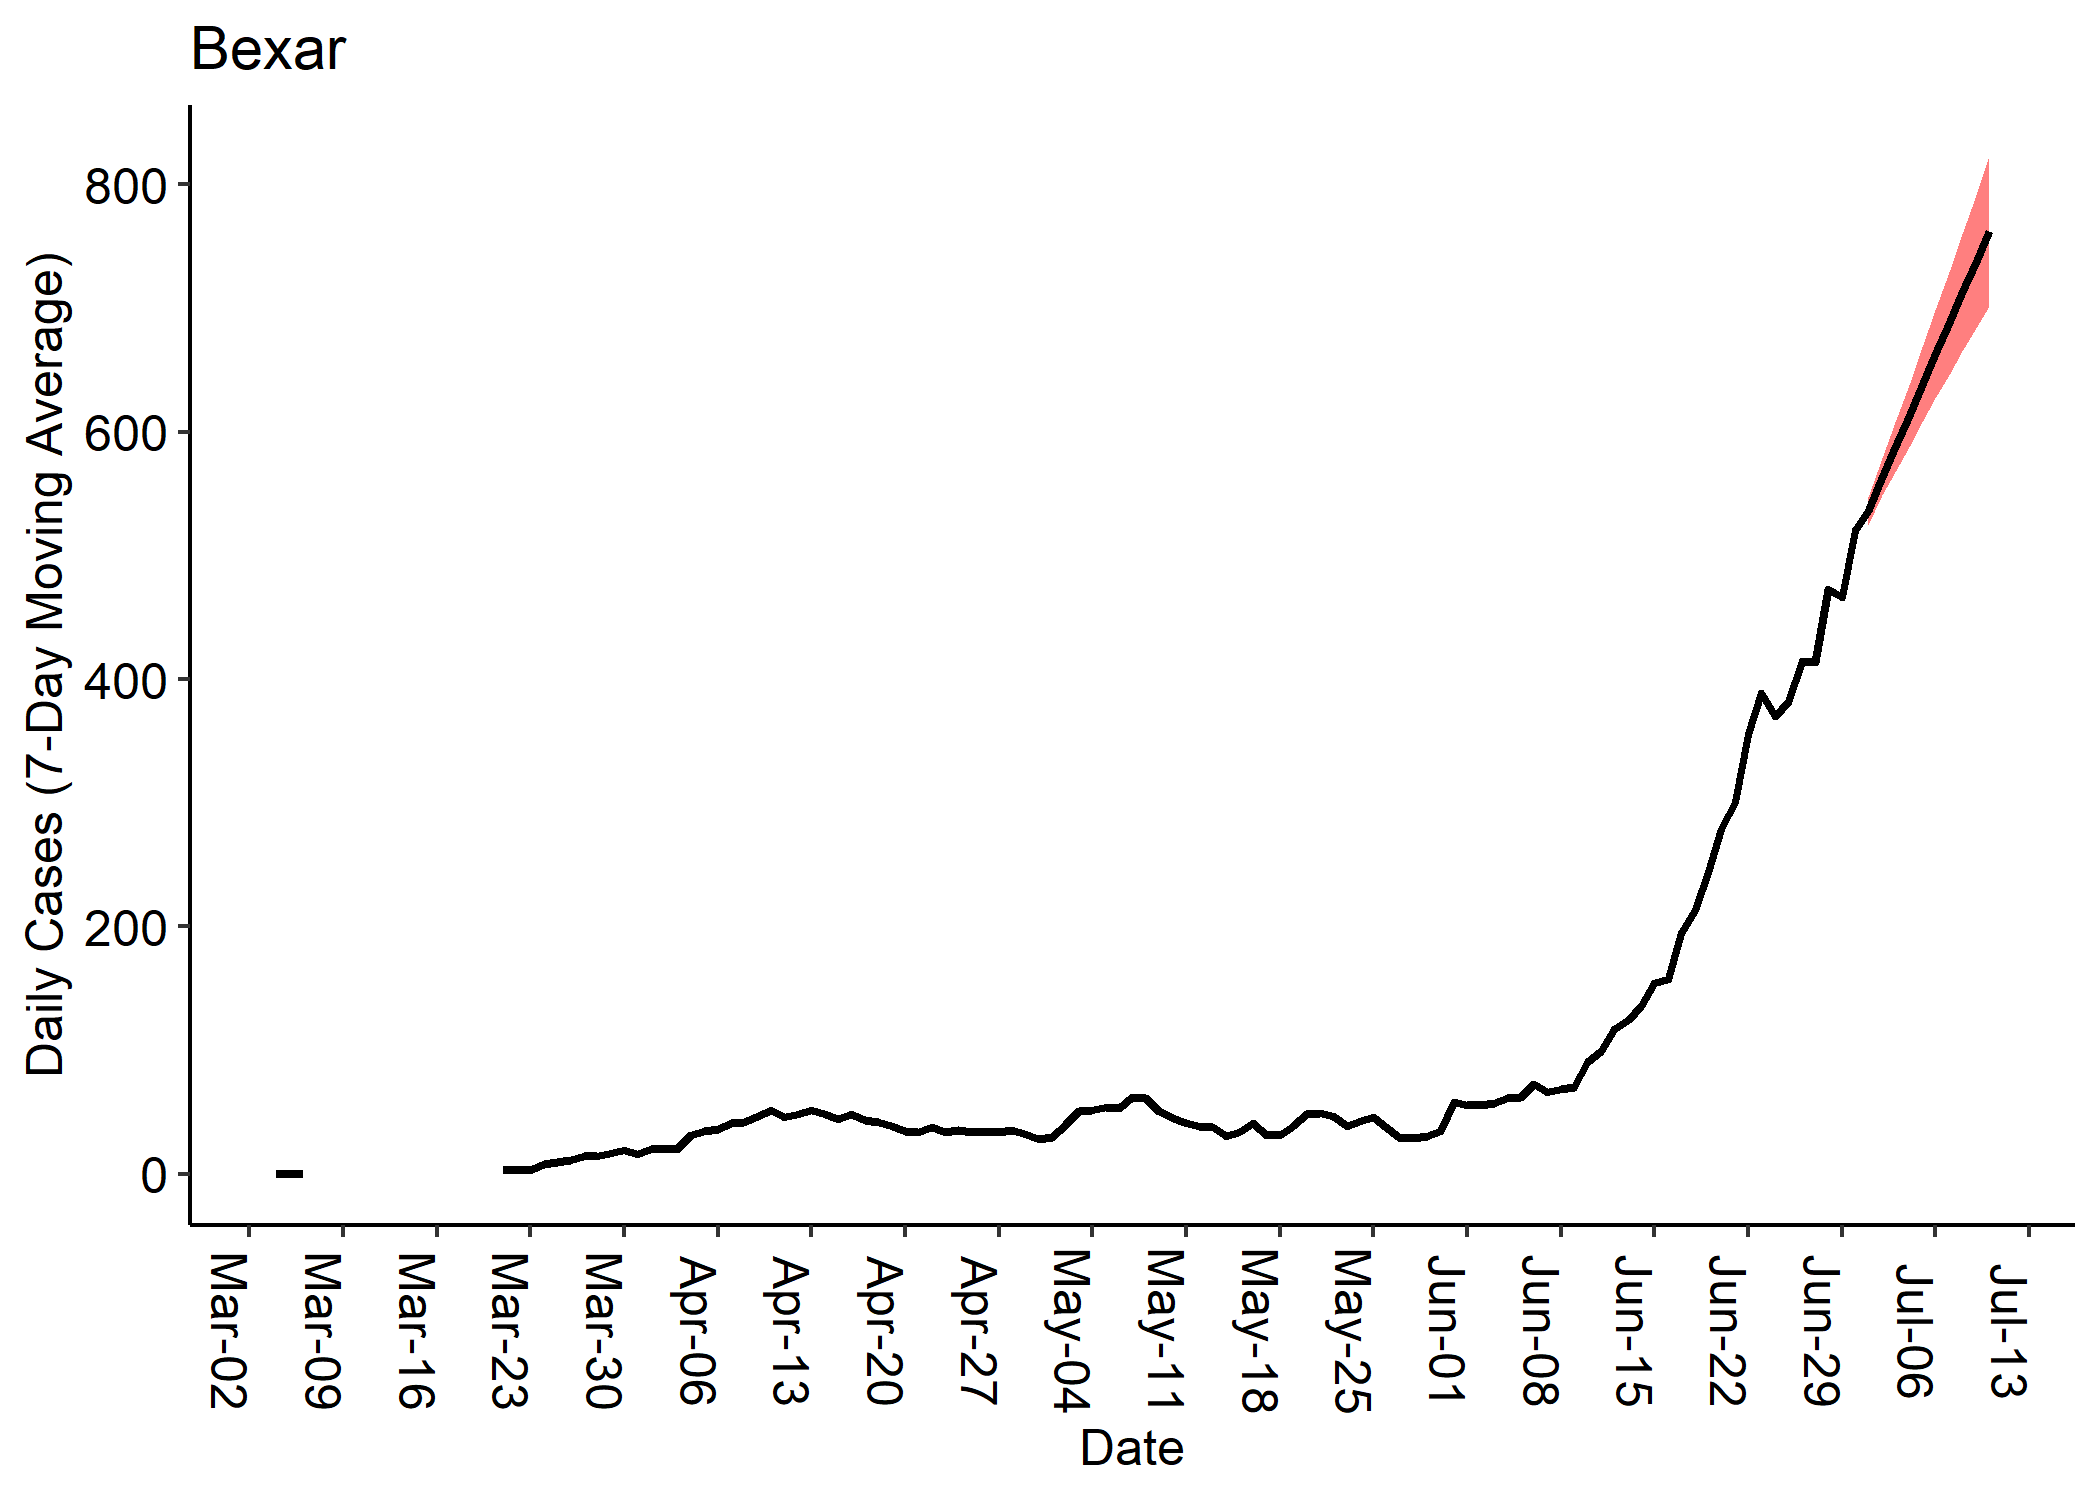 Bexar
Daily Cases (7-Day Moving Average)
800
600
400
200
0
Mar-02
Mar-09
Mar-16
Mar-23
Mar-30
Apr-06
Apr-13
Apr-20
Apr-27
May-04
May-11
May-18
May-25
Jun-01
Jun-08
Jun-15
Jun-22
Jun-29
Jul-06
Jul-13
Date